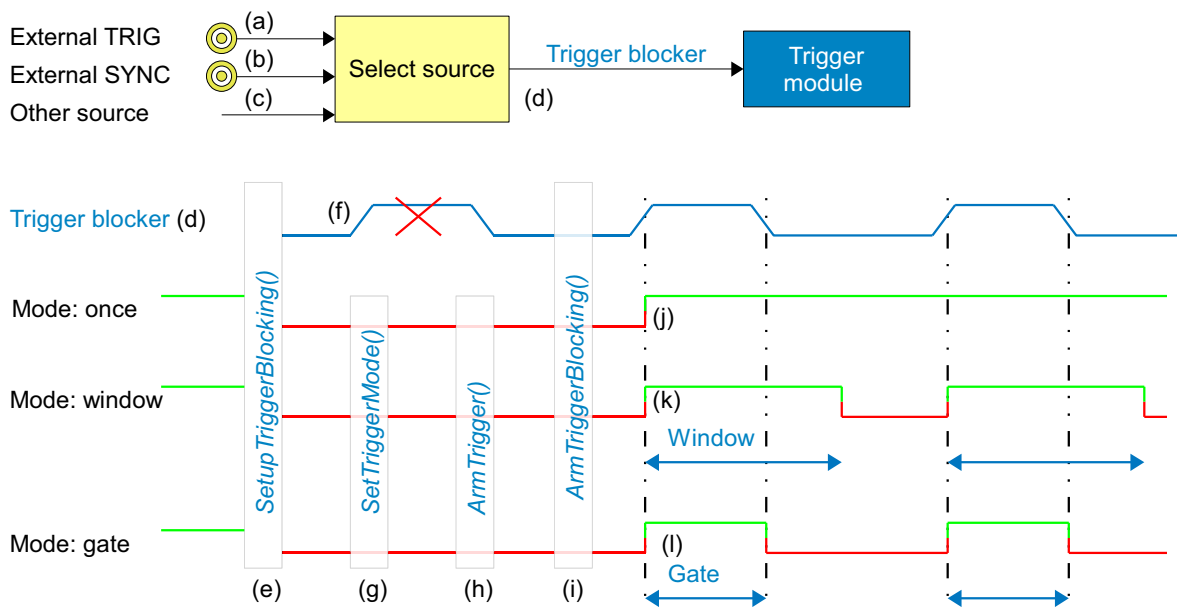 External TRIG
(a)
External SYNC
(b)
Other source
(c)
Select source
Trigger blocker
(d)
Trigger
module
Trigger blocker (d)
(f)
Mode: once
(j)
Mode: window
(k)
Window
Mode: gate
(l)
Gate
SetupTriggerBlocking()
SetTriggerMode()
ArmTrigger()
ArmTriggerBlocking()
(e)
(g)
(h)
(i)